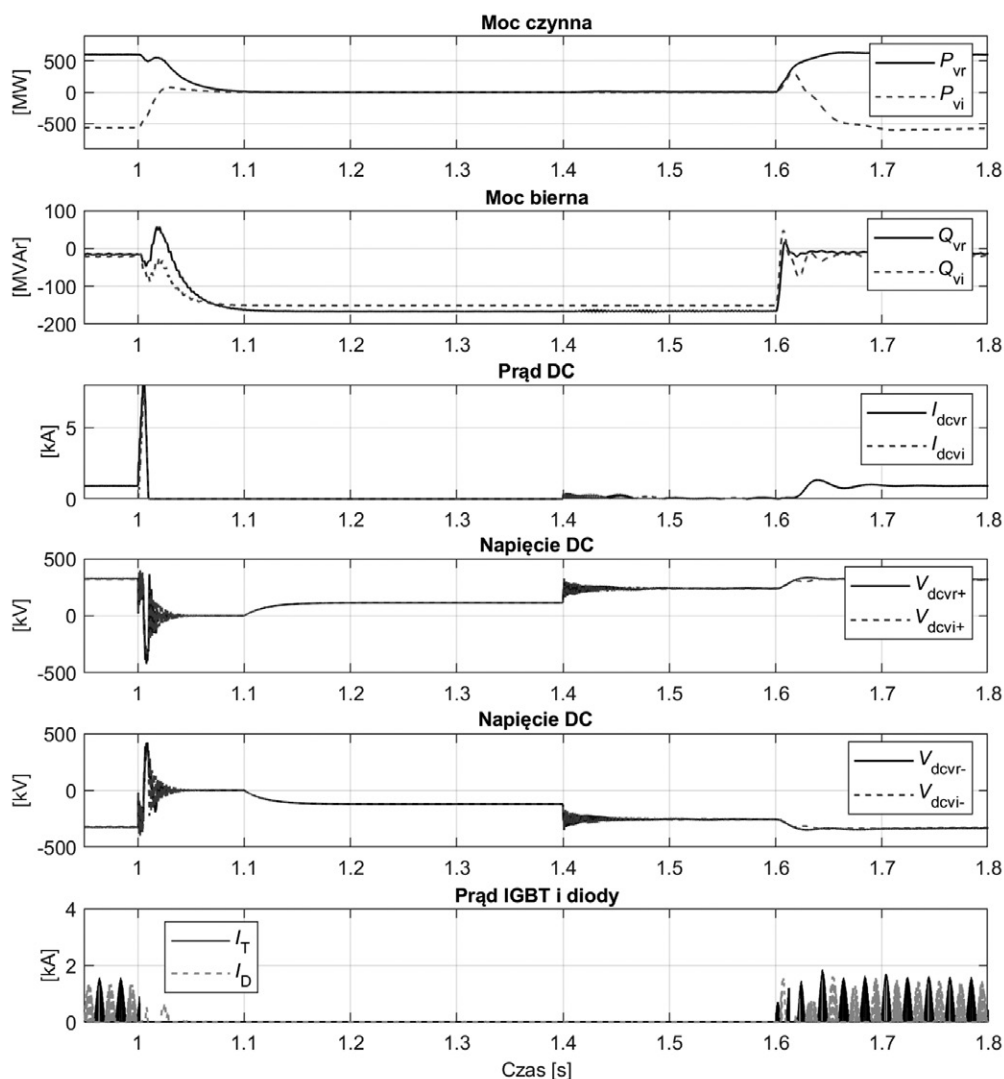 Moc czynna
500
0
-500
[MW]
P_vr
P_vi
1 1.1 1.2 1.3 1.4 1.5 1.6 1.7 1.8
Moc bierna
100
0
-100
-200
[MVAr]
Q_vr
Q_vi
1 1.1 1.2 1.3 1.4 1.5 1.6 1.7 1.8
Prąd DC
5
0
[kA]
I_dcvr
I_dcvi
1 1.1 1.2 1.3 1.4 1.5 1.6 1.7 1.8
Napięcie DC
500
0
-500
[kV]
V_dcvr+
V_dcvi+
1 1.1 1.2 1.3 1.4 1.5 1.6 1.7 1.8
Napięcie DC
500
0
-500
[kV]
V_dcvr-
V_dcvi-
1 1.1 1.2 1.3 1.4 1.5 1.6 1.7 1.8
Prąd IGBT i diody
4
2
0
[kA]
I_T
I_D
1 1.1 1.2 1.3 1.4 1.5 1.6 1.7 1.8
Czas [s]